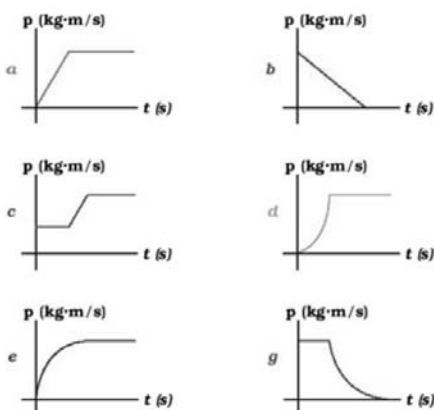 p (kg·m/s)
a
t (s)
p (kg·m/s)
b
t (s)
p (kg·m/s)
c
t (s)
p (kg·m/s)
d
t (s)
p (kg·m/s)
e
t (s)
p (kg·m/s)
g
t (s)